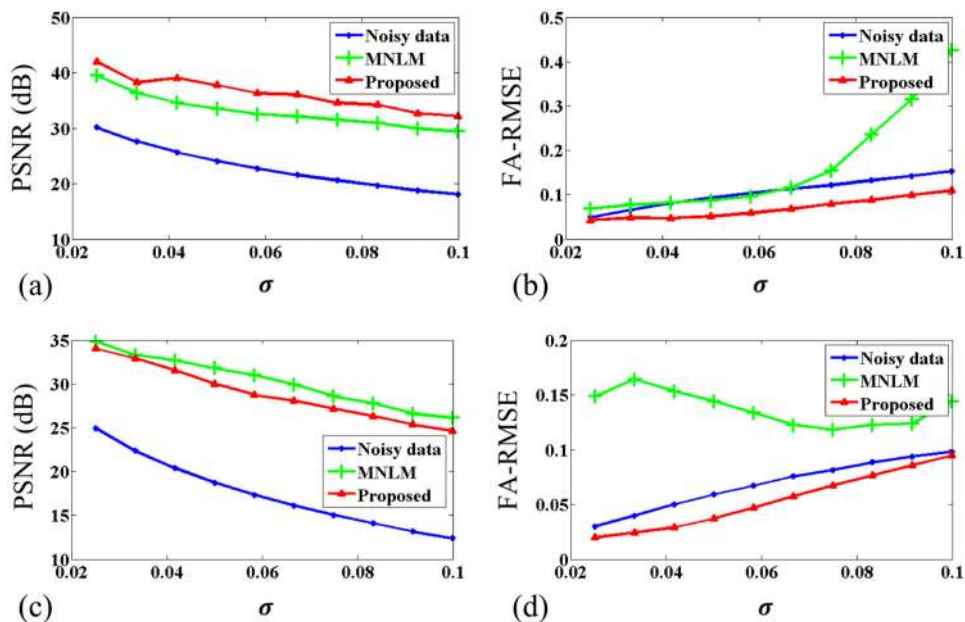 50
40
30
20
10
PSNR (dB)
Noisy data
MNLM
Proposed
0.02 0.04 0.06 0.08 0.1
σ
(a)
0.5
0.4
0.3
0.2
0.1
0
FA-RMSE
Noisy data
MNLM
Proposed
0.02 0.04 0.06 0.08 0.1
σ
(b)
35
30
25
20
15
10
PSNR (dB)
Noisy data
MNLM
Proposed
0.02 0.04 0.06 0.08 0.1
σ
(c)
0.2
0.15
0.1
0.05
0
FA-RMSE
Noisy data
MNLM
Proposed
0.02 0.04 0.06 0.08 0.1
σ
(d)